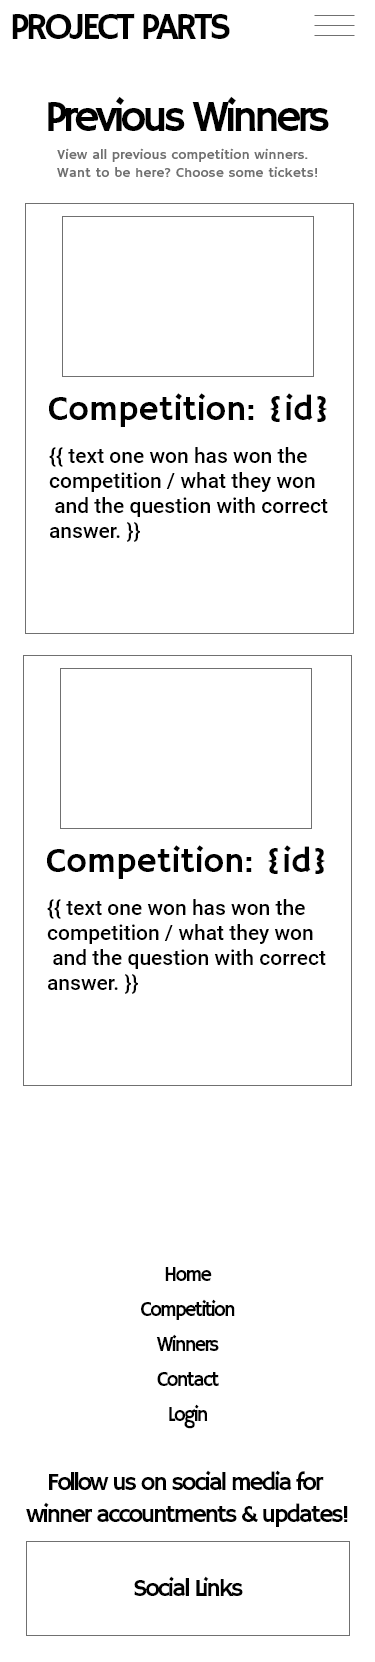 PROJECT PARTS
Previous Winners
View all previous competition winners.
Want to be here? Choose some tickets!
Competition: {id}
{{ text one won has won the
competition / what they won
and the question with correct
answer. }}
Competition: {id}
{{ text one won has won the
competition / what they won
and the question with correct
answer. }}
Home
Competition
Winners
Contact
Login
Follow us on social media for
winner accountments & updates!
Social Links